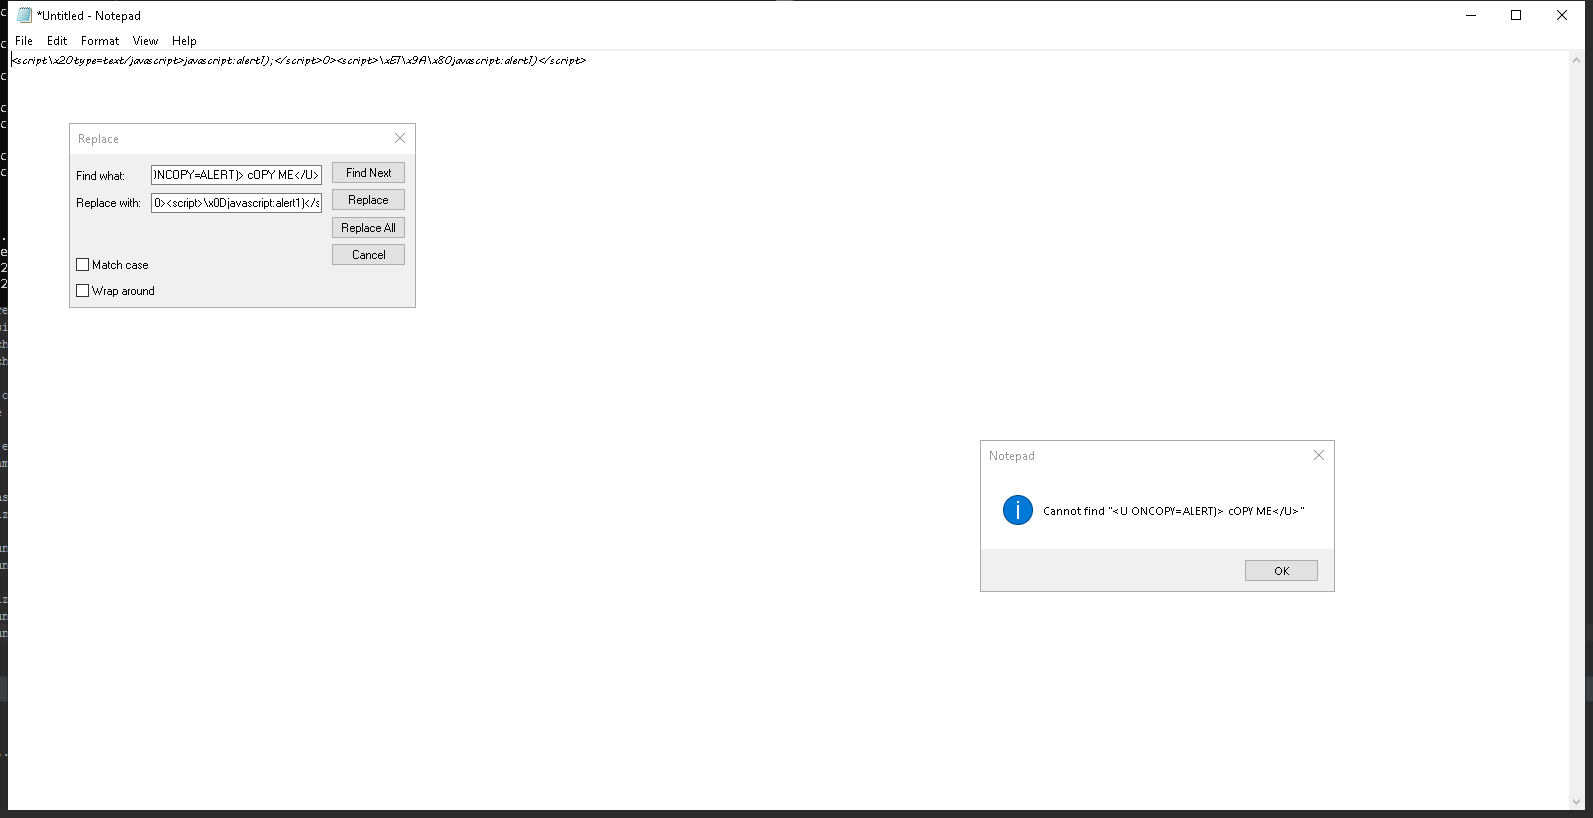 *Untitled - Notepad
File Edit Format View Help
<script\x20type=text/javascript>javascript:alert1);</script>0><script>\xE1\x9A\x80javascript:alert1)</script>
Replace
Find what: )NCOPY=ALERT)> cOPY ME</U>
Find Next
Replace with: 0><script>\x0Djavascript:alert1)</s
Replace
Replace All
Cancel
Match case
Wrap around
Notepad
Cannot find "<U ONCOPY=ALERT)> cOPY ME</U>"
OK